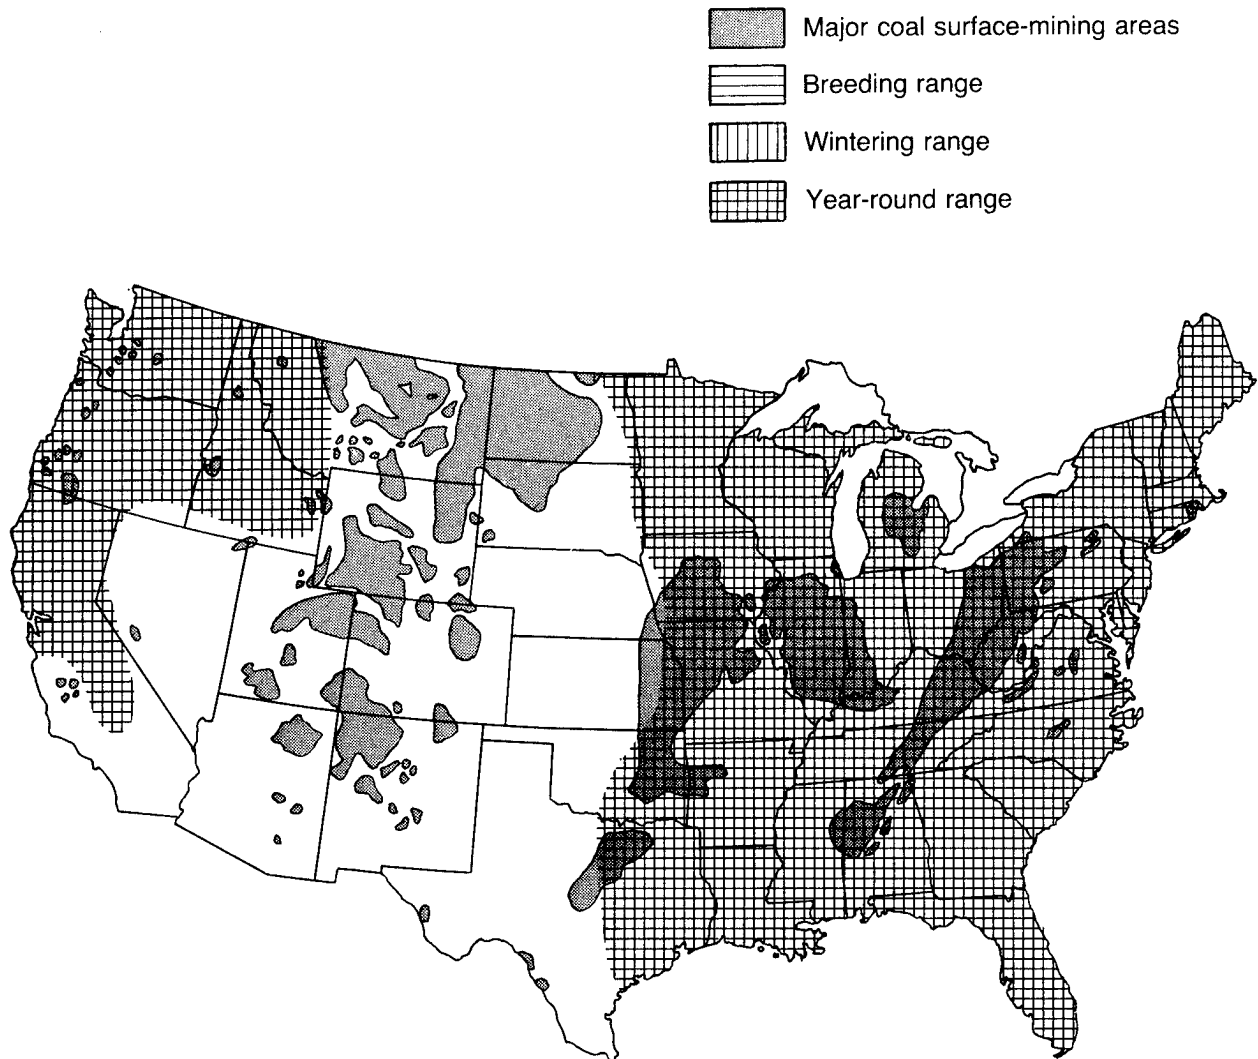 Major coal surface-mining areas
Breeding range
Wintering range
Year-round range